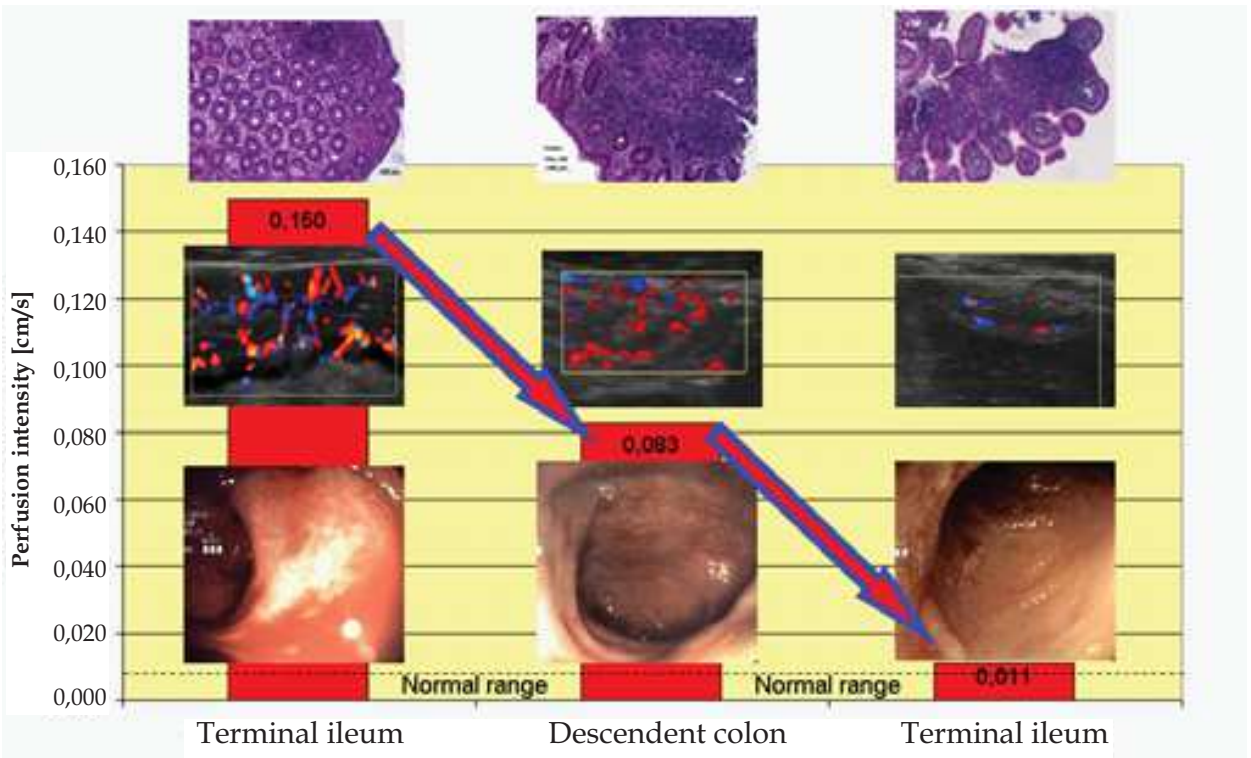 0,160
0,140
0,120
0,100
0,080
0,060
0,040
0,020
0,000
Perfusion intensity [cm/s]
0,150
0,083
0,011
Normal range
Normal range
Terminal ileum
Descendent colon
Terminal ileum